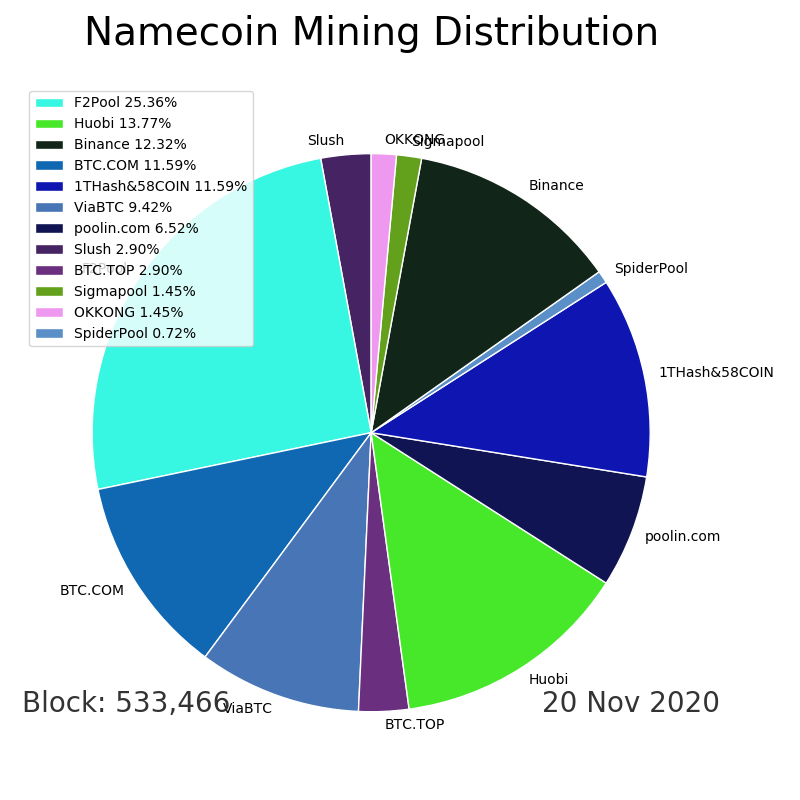 Namecoin Mining Distribution
F2Pool 25.36%
Huobi 13.77%
Binance 12.32%
BTC.COM 11.59%
1THash&58COIN 11.59%
ViaBTC 9.42%
poolin.com 6.52%
Slush 2.90%
BTC.TOP 2.90%
Sigmapool 1.45%
OKKONG 1.45%
SpiderPool 0.72%
Slush
OKKONG
Sigmapool
Binance
SpiderPool
1THash&58COIN
poolin.com
Huobi
BTC.TOP
ViaBTC
BTC.COM
F2Pool
Block: 533,466
20 Nov 2020